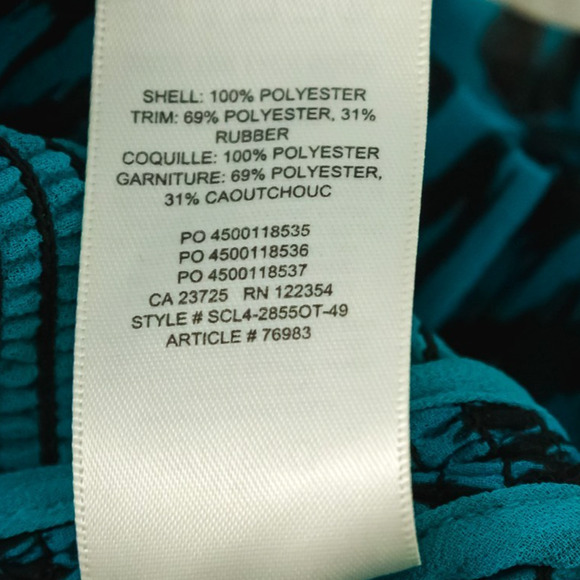 SHELL: 100% POLYESTER
TRIM: 69% POLYESTER, 31%
RUBBER
COQUILLE: 100% POLYESTER
GARNITURE: 69% POLYESTER,
31% CAOUTCHOUC
PO 4500118535
PO 4500118536
PO 4500118537
CA 23725 RN 122354
STYLE # SCL4-2855OT-49
ARTICLE # 76983